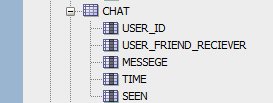 CHAT
USER_ID
USER_FRIEND_RECIEVER
MESSEGE
TIME
SEEN